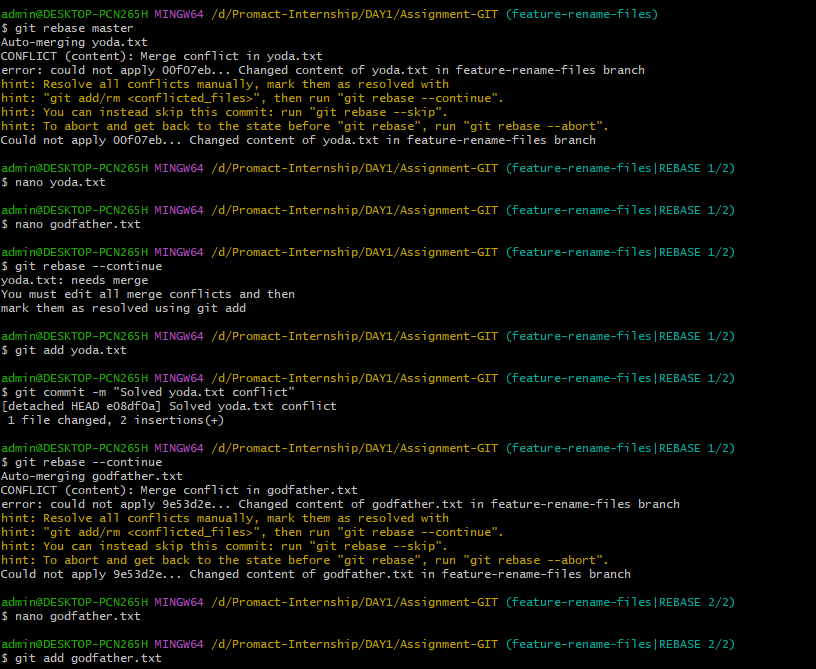 admin@DESKTOP-PCN265H MINGW64 /d/Promact-Internship/DAY1/Assignment-GIT (feature-rename-files)
$ git rebase master
Auto-merging yoda.txt
CONFLICT (content): Merge conflict in yoda.txt
error: could not apply 00f07eb... Changed content of yoda.txt in feature-rename-files branch
hint: Resolve all conflicts manually, mark them as resolved with
hint: "git add/rm <conflicted_files>", then run "git rebase --continue".
hint: You can instead skip this commit: run "git rebase --skip".
hint: To abort and get back to the state before "git rebase", run "git rebase --abort".
Could not apply 00f07eb... Changed content of yoda.txt in feature-rename-files branch
admin@DESKTOP-PCN265H MINGW64 /d/Promact-Internship/DAY1/Assignment-GIT (feature-rename-files|REBASE 1/2)
$ nano yoda.txt
admin@DESKTOP-PCN265H MINGW64 /d/Promact-Internship/DAY1/Assignment-GIT (feature-rename-files|REBASE 1/2)
$ nano godfather.txt
admin@DESKTOP-PCN265H MINGW64 /d/Promact-Internship/DAY1/Assignment-GIT (feature-rename-files|REBASE 1/2)
$ git rebase --continue
yoda.txt: needs merge
You must edit all merge conflicts and then
mark them as resolved using git add
admin@DESKTOP-PCN265H MINGW64 /d/Promact-Internship/DAY1/Assignment-GIT (feature-rename-files|REBASE 1/2)
$ git add yoda.txt
admin@DESKTOP-PCN265H MINGW64 /d/Promact-Internship/DAY1/Assignment-GIT (feature-rename-files|REBASE 1/2)
$ git commit -m "Solved yoda.txt conflict"
[detached HEAD e08df0a] Solved yoda.txt conflict
1 file changed, 2 insertions(+)
admin@DESKTOP-PCN265H MINGW64 /d/Promact-Internship/DAY1/Assignment-GIT (feature-rename-files|REBASE 1/2)
$ git rebase --continue
Auto-merging godfather.txt
CONFLICT (content): Merge conflict in godfather.txt
error: could not apply 9e53d2e... Changed content of godfather.txt in feature-rename-files branch
hint: Resolve all conflicts manually, mark them as resolved with
hint: "git add/rm <conflicted_files>", then run "git rebase --continue".
hint: You can instead skip this commit: run "git rebase --skip".
hint: To abort and get back to the state before "git rebase", run "git rebase --abort".
Could not apply 9e53d2e... Changed content of godfather.txt in feature-rename-files branch
admin@DESKTOP-PCN265H MINGW64 /d/Promact-Internship/DAY1/Assignment-GIT (feature-rename-files|REBASE 2/2)
$ nano godfather.txt
admin@DESKTOP-PCN265H MINGW64 /d/Promact-Internship/DAY1/Assignment-GIT (feature-rename-files|REBASE 2/2)
$ git add godfather.txt